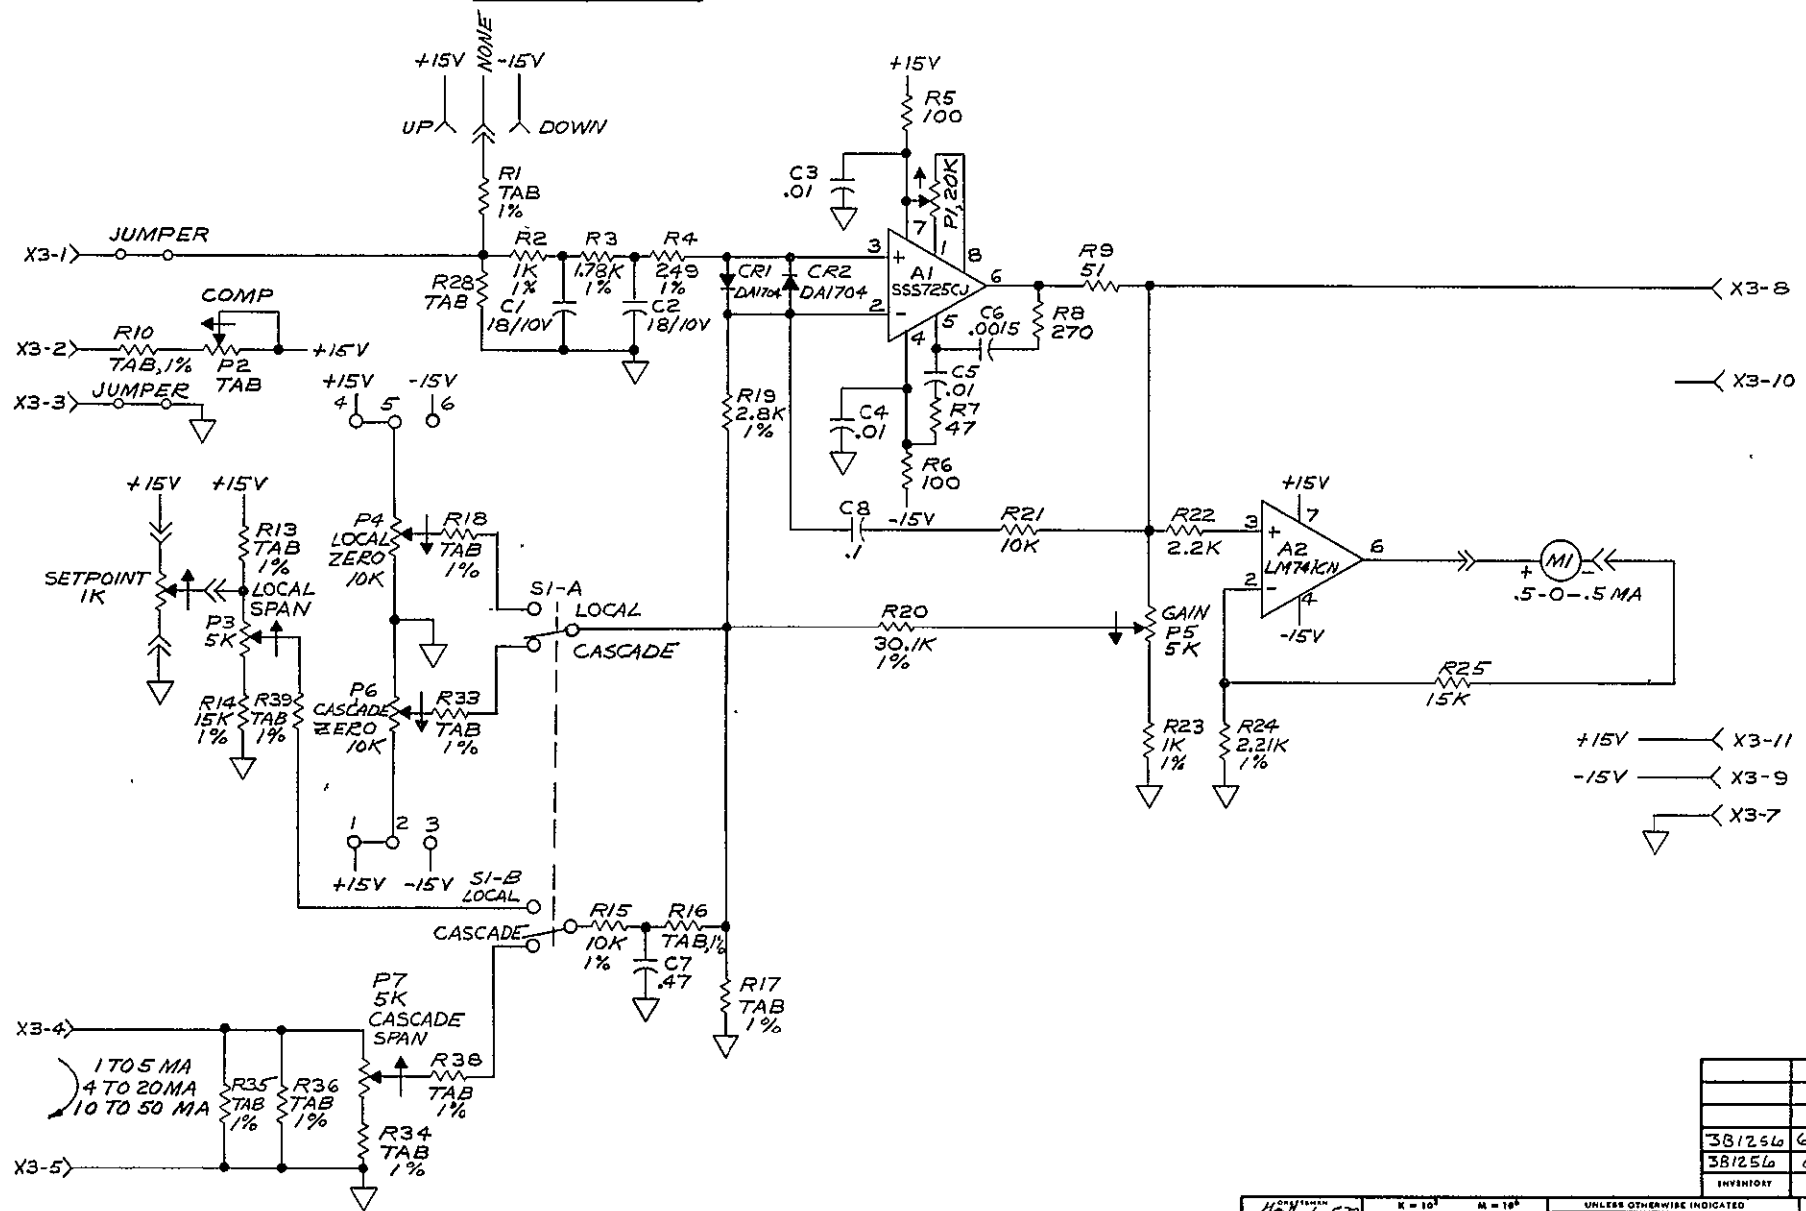 +15V
NONE
-15V
UP
DOWN
R1
TAB
1%
X3-1
JUMPER
R28
TAB
R2
1K
1%
R3
1.78K
1%
R4
249
1%
C1
18/10V
C2
18/10V
CR1
DA1704
CR2
DA1704
+15V
R5
100
C3
.01
P1, 20K
7
1
8
3
+
A1
SSS725CJ
2
-
6
5
4
C6
.0015
R8
270
R9
51
X3-8
X3-10
C5
.01
R7
47
C4
.01
R6
100
-15V
COMP
X3-2
R10
TAB, 1%
P2
TAB
+15V
X3-3
JUMPER
+15V
4
5
-15V
6
R19
2.8K
1%
C8
.1
R21
10K
R22
2.2K
+15V
7
3
+
A2
LM741CN
2
-
6
4
-15V
+
M1
-
.5-0-.5 MA
R25
15K
R24
2.21K
1%
+15V
+15V
SETPOINT
1K
R13
TAB
1%
LOCAL
SPAN
P3
5K
R14
15K
1%
R39
TAB
1%
P4
LOCAL
ZERO
10K
R18
TAB
1%
S1-A
LOCAL
CASCADE
P6
CASCADE
ZERO
10K
R33
TAB
1%
R20
30.1K
1%
GAIN
P5
5K
R23
1K
1%
1
2
3
+15V
-15V
+15V
X3-11
-15V
X3-9
X3-7
S1-B
LOCAL
CASCADE
R15
10K
1%
R16
TAB, 1%
C7
.47
R17
TAB
1%
P7
5K
CASCADE
SPAN
X3-4
1 TO 5 MA
4 TO 20 MA
10 TO 50 MA
R35
TAB
1%
R36
TAB
1%
R38
TAB
1%
R34
TAB
1%
X3-5
3B1256
3B1256
INVENTORY
DRAFTSMAN
K = 10³
M = 10⁶
UNLESS OTHERWISE INDICATED